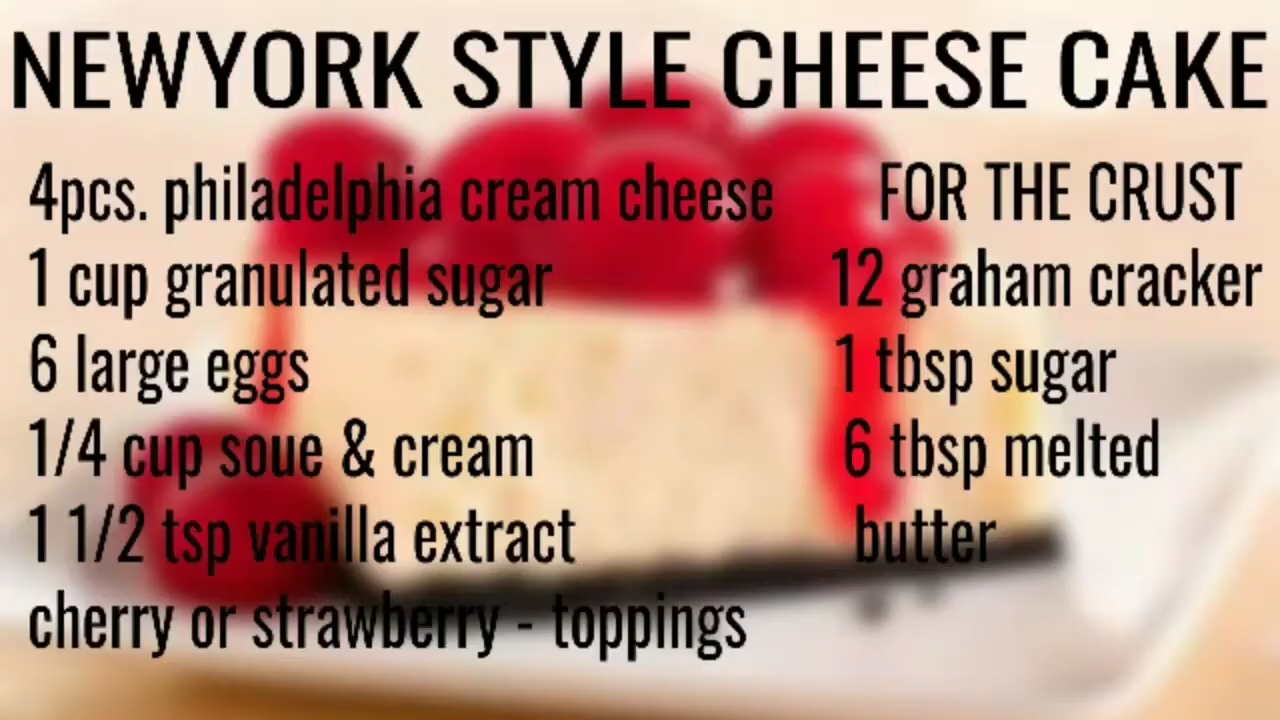 NEWYORK STYLE CHEESE CAKE
4pcs. philadelphia cream cheese
1 cup granulated sugar
6 large eggs
1/4 cup soue & cream
1 1/2 tsp vanilla extract
cherry or strawberry - toppings
FOR THE CRUST
12 graham cracker
1 tbsp sugar
6 tbsp melted
butter